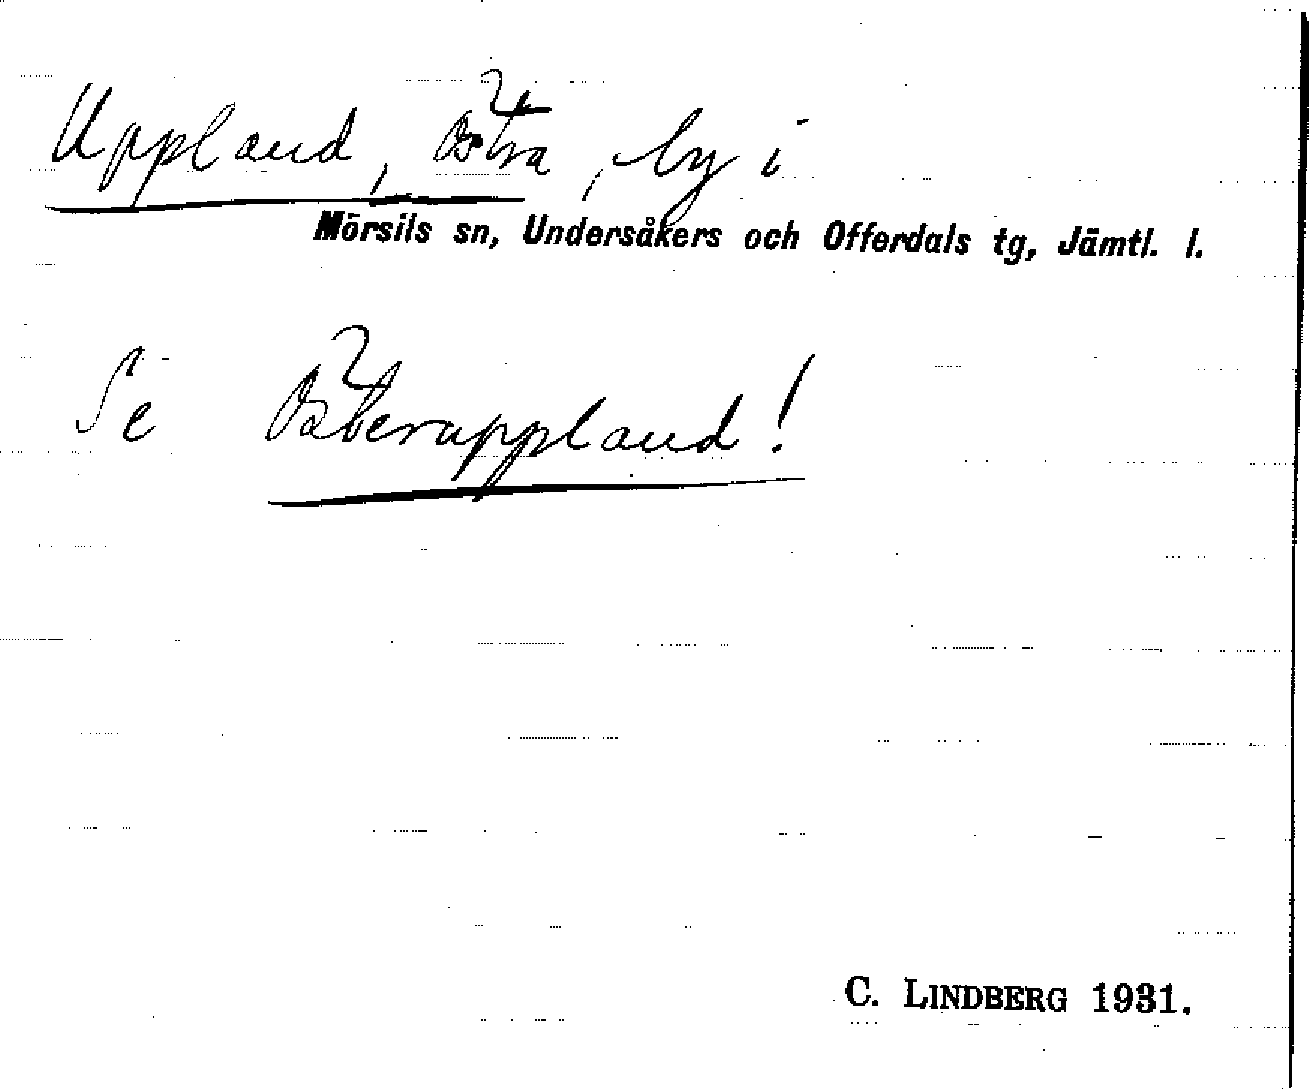 Uppland, Östra, by i
Mörsils sn, Undersåkers och Offerdals tg, Jämtl. l.
Se Österuppland!
C. LINDBERG 1931.